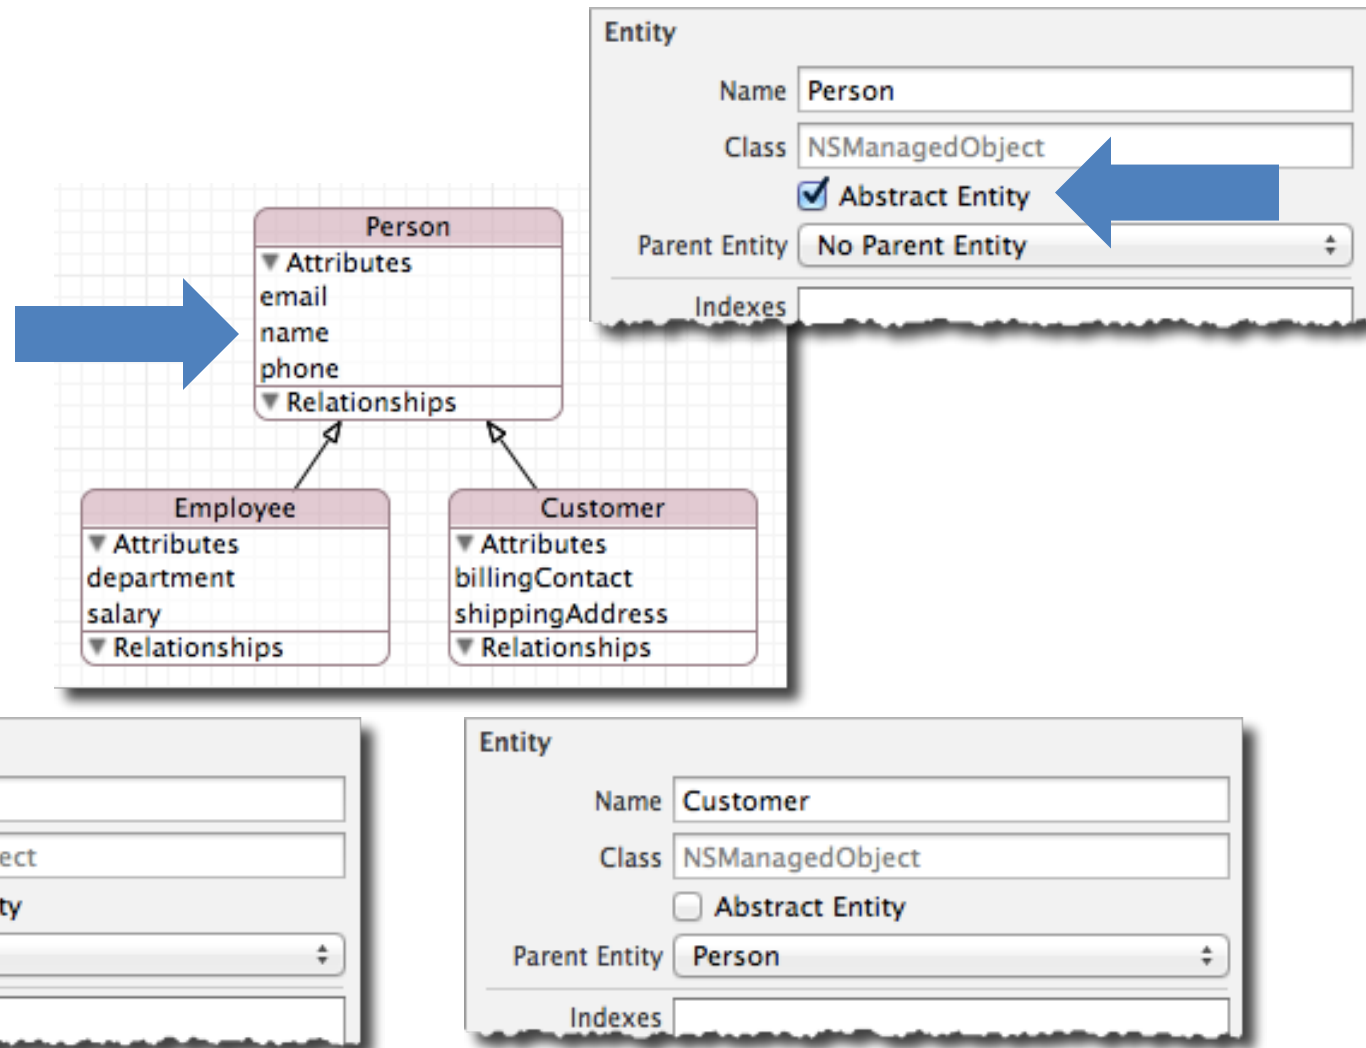 Entity
Name Person
Class NSManagedObject
Abstract Entity
Parent Entity No Parent Entity
Indexes
Person
Attributes
email
name
phone
Relationships
Employee
Attributes
department
salary
Relationships
Customer
Attributes
billingContact
shippingAddress
Relationships
ect
ty
Entity
Name Customer
Class NSManagedObject
Abstract Entity
Parent Entity Person
Indexes